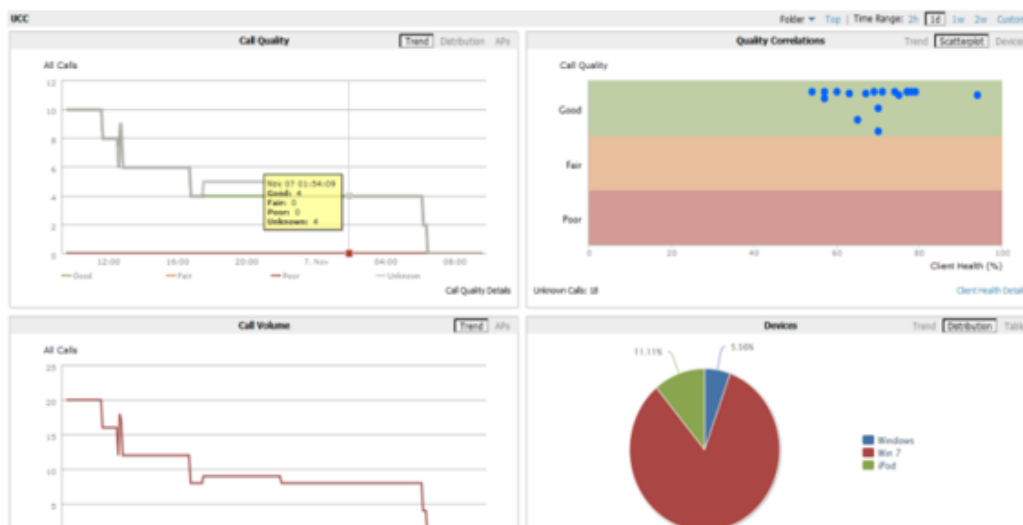 UCC
Folder Top | Time Range: 2h 1d 1w 2w Custom
Call Quality Trend Distribution APs
All Calls
12
10
8
6
4
2
0
12:00 16:00 20:00 7. Nov 04:00 08:00
Nov 07 01:54:09
Good: 4
Fair: 0
Poor: 0
Unknown: 4
Good Fair Poor Unknown
Call Quality Details
Quality Correlations Trend Scatterplot Devices
Call Quality
Good
Fair
Poor
0 20 40 60 80 100
Client Health (%)
Unknown Calls: 18 Client Health Detail
Call Volume Trend APs
All Calls
25
20
15
10
5
Devices Trend Distribution Table
11.11% 5.56%
Windows
Win 7
iPod